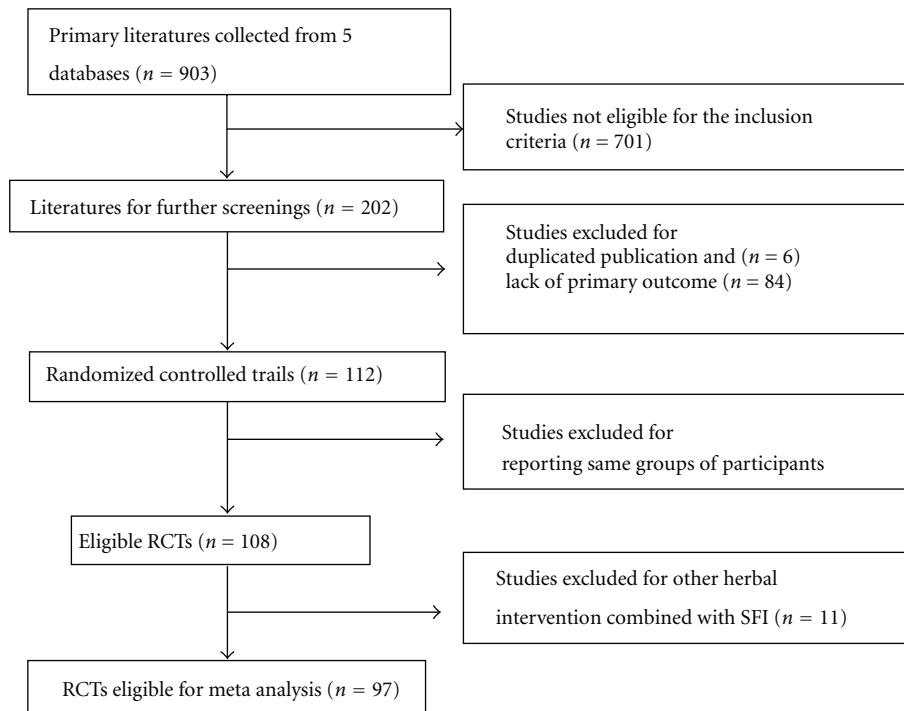 Primary literatures collected from 5
databases (n = 903)
Studies not eligible for the inclusion
criteria (n = 701)
Literatures for further screenings (n = 202)
Studies excluded for
duplicated publication and (n = 6)
lack of primary outcome (n = 84)
Randomized controlled trails (n = 112)
Studies excluded for
reporting same groups of participants
Eligible RCTs (n = 108)
Studies excluded for other herbal
intervention combined with SFI (n = 11)
RCTs eligible for meta analysis (n = 97)